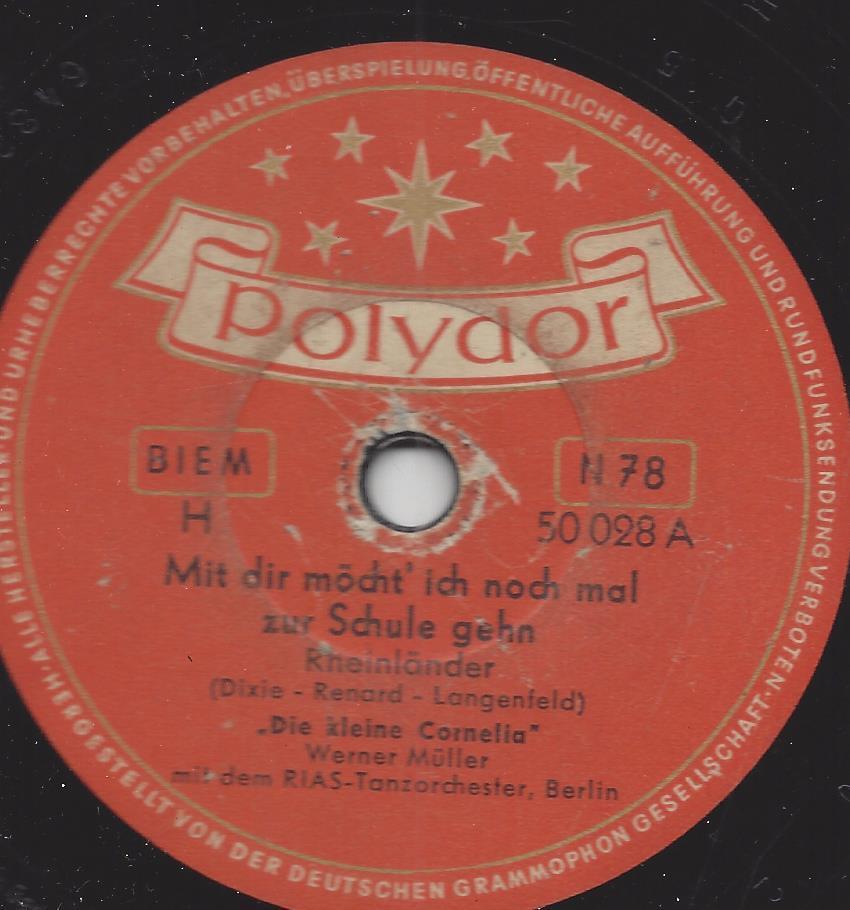 ALLE HERSTELLER- UND URHEBERRECHTE VORBEHALTEN, ÜBERSPIELUNG, ÖFFENTLICHE AUFFÜHRUNG UND RUNDFUNKSENDUNG VERBOTEN·
polydor
BIEM
N 78
H
50 028 A
Mit dir möcht' ich noch mal
zur Schule gehn
Rheinländer
(Dixie - Renard - Langenfeld)
„Die kleine Cornelia"
Werner Müller
mit dem RIAS-Tanzorchester, Berlin
HERGESTELLT VON DER DEUTSCHEN GRAMMOPHON GESELLSCHAFT·